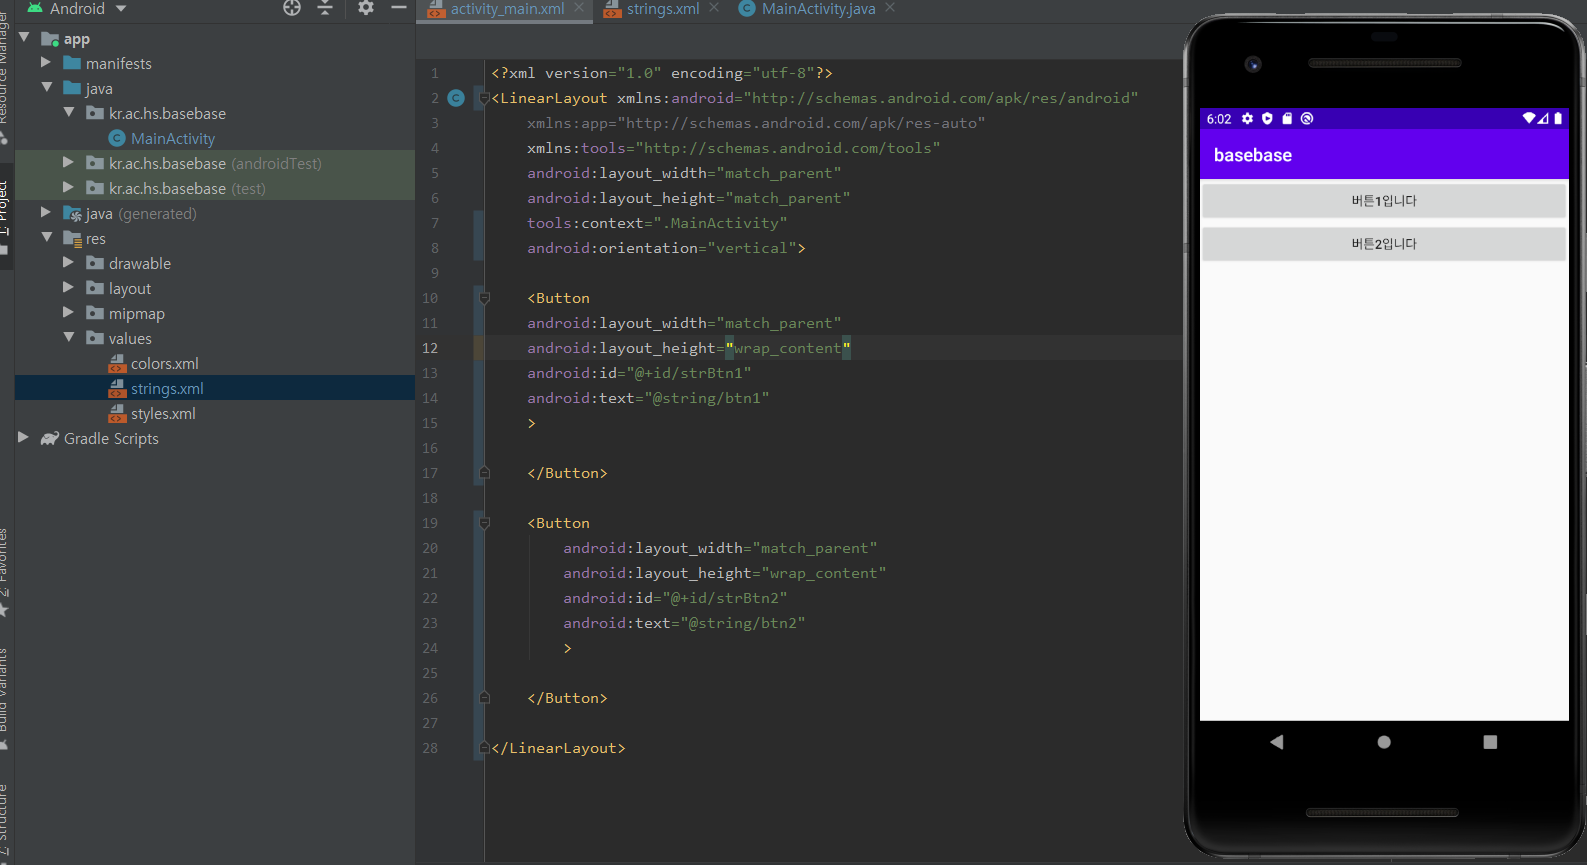 Android
activity_main.xml
strings.xml
MainActivity.java
Resource Manager
1: Project
2: Favorites
Build Variants
7: Structure
app
manifests
java
kr.ac.hs.basebase
MainActivity
kr.ac.hs.basebase (androidTest)
kr.ac.hs.basebase (test)
java (generated)
res
drawable
layout
mipmap
values
colors.xml
strings.xml
styles.xml
Gradle Scripts
1 <?xml version="1.0" encoding="utf-8"?>
2 <LinearLayout xmlns:android="http://schemas.android.com/apk/res/android"
3 xmlns:app="http://schemas.android.com/apk/res-auto"
4 xmlns:tools="http://schemas.android.com/tools"
5 android:layout_width="match_parent"
6 android:layout_height="match_parent"
7 tools:context=".MainActivity"
8 android:orientation="vertical">
9
10 <Button
11 android:layout_width="match_parent"
12 android:layout_height="wrap_content"
13 android:id="@+id/strBtn1"
14 android:text="@string/btn1"
15 >
16
17 </Button>
18
19 <Button
20 android:layout_width="match_parent"
21 android:layout_height="wrap_content"
22 android:id="@+id/strBtn2"
23 android:text="@string/btn2"
24 >
25
26 </Button>
27
28 </LinearLayout>
6:02
basebase
버튼1입니다
버튼2입니다